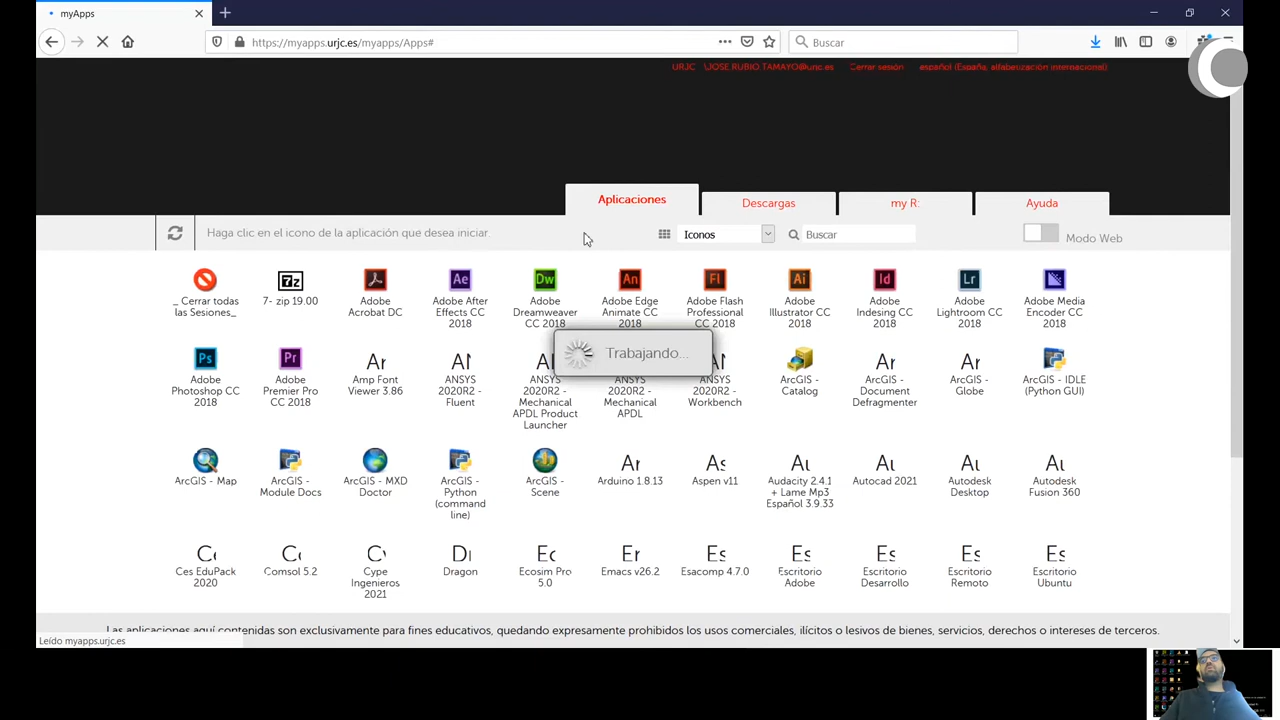 myApps
https://myapps.urjc.es/myapps/Apps#
Buscar
URJC \JOSE.RUBIO.TAMAYO@urjc.es Cerrar sesión español (España, alfabetización internacional)
Aplicaciones
Descargas
my R:
Ayuda
Haga clic en el icono de la aplicación que desea iniciar.
Iconos
Buscar
Modo Web
_ Cerrar todas las Sesiones_
7- zip 19.00
Adobe Acrobat DC
Adobe After Effects CC 2018
Adobe Dreamweaver CC 2018
Adobe Edge Animate CC 2018
Adobe Flash Professional CC 2018
Adobe Illustrator CC 2018
Adobe Indesing CC 2018
Adobe Lightroom CC 2018
Adobe Media Encoder CC 2018
Trabajando...
Adobe Photoshop CC 2018
Adobe Premier Pro CC 2018
Amp Font Viewer 3.86
ANSYS 2020R2 - Fluent
ANSYS 2020R2 - Mechanical APDL Product Launcher
ANSYS 2020R2 - Mechanical APDL
ANSYS 2020R2 - Workbench
ArcGIS - Catalog
ArcGIS - Document Defragmenter
ArcGIS - Globe
ArcGIS - IDLE (Python GUI)
ArcGIS - Map
ArcGIS - Module Docs
ArcGIS - MXD Doctor
ArcGIS - Python (command line)
ArcGIS - Scene
Arduino 1.8.13
Aspen v11
Audacity 2.4.1 + Lame Mp3 Español 3.9.33
Autocad 2021
Autodesk Desktop
Autodesk Fusion 360
Ces EduPack 2020
Comsol 5.2
Cype Ingenieros 2021
Dragon
Ecosim Pro 5.0
Emacs v26.2
Esacomp 4.7.0
Escritorio Adobe
Escritorio Desarrollo
Escritorio Remoto
Escritorio Ubuntu
Las aplicaciones aquí contenidas son exclusivamente para fines educativos, quedando expresamente prohibidos los usos comerciales, ilícitos o lesivos de bienes, servicios, derechos o intereses de terceros.
Leído myapps.urjc.es